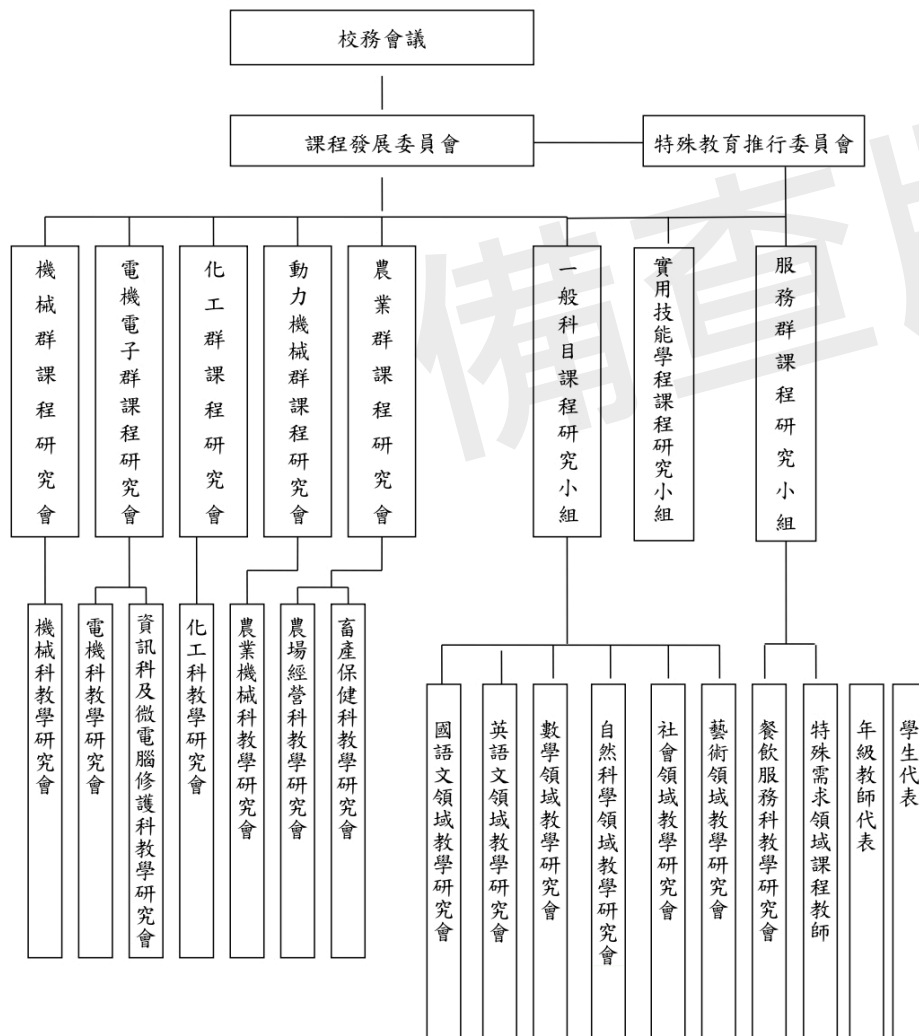 校務會議
課程發展委員會
特殊教育推行委員會
機械群課程研究會
電機電子群課程研究會
化工群課程研究會
動力機械群課程研究會
農業群課程研究會
一般科目課程研究小組
實用技能學程課程研究小組
服務群課程研究小組
機械科教學研究會
電機科教學研究會
資訊科及微電腦修護科教學研究會
化工科教學研究會
農業機械科教學研究會
農場經營科教學研究會
畜產保健科教學研究會
國語文領域教學研究會
英語文領域教學研究會
數學領域教學研究會
自然科學領域教學研究會
社會領域教學研究會
藝術領域教學研究會
餐飲服務科教學研究會
特殊需求領域課程教師
年級教師代表
學生代表
備查版